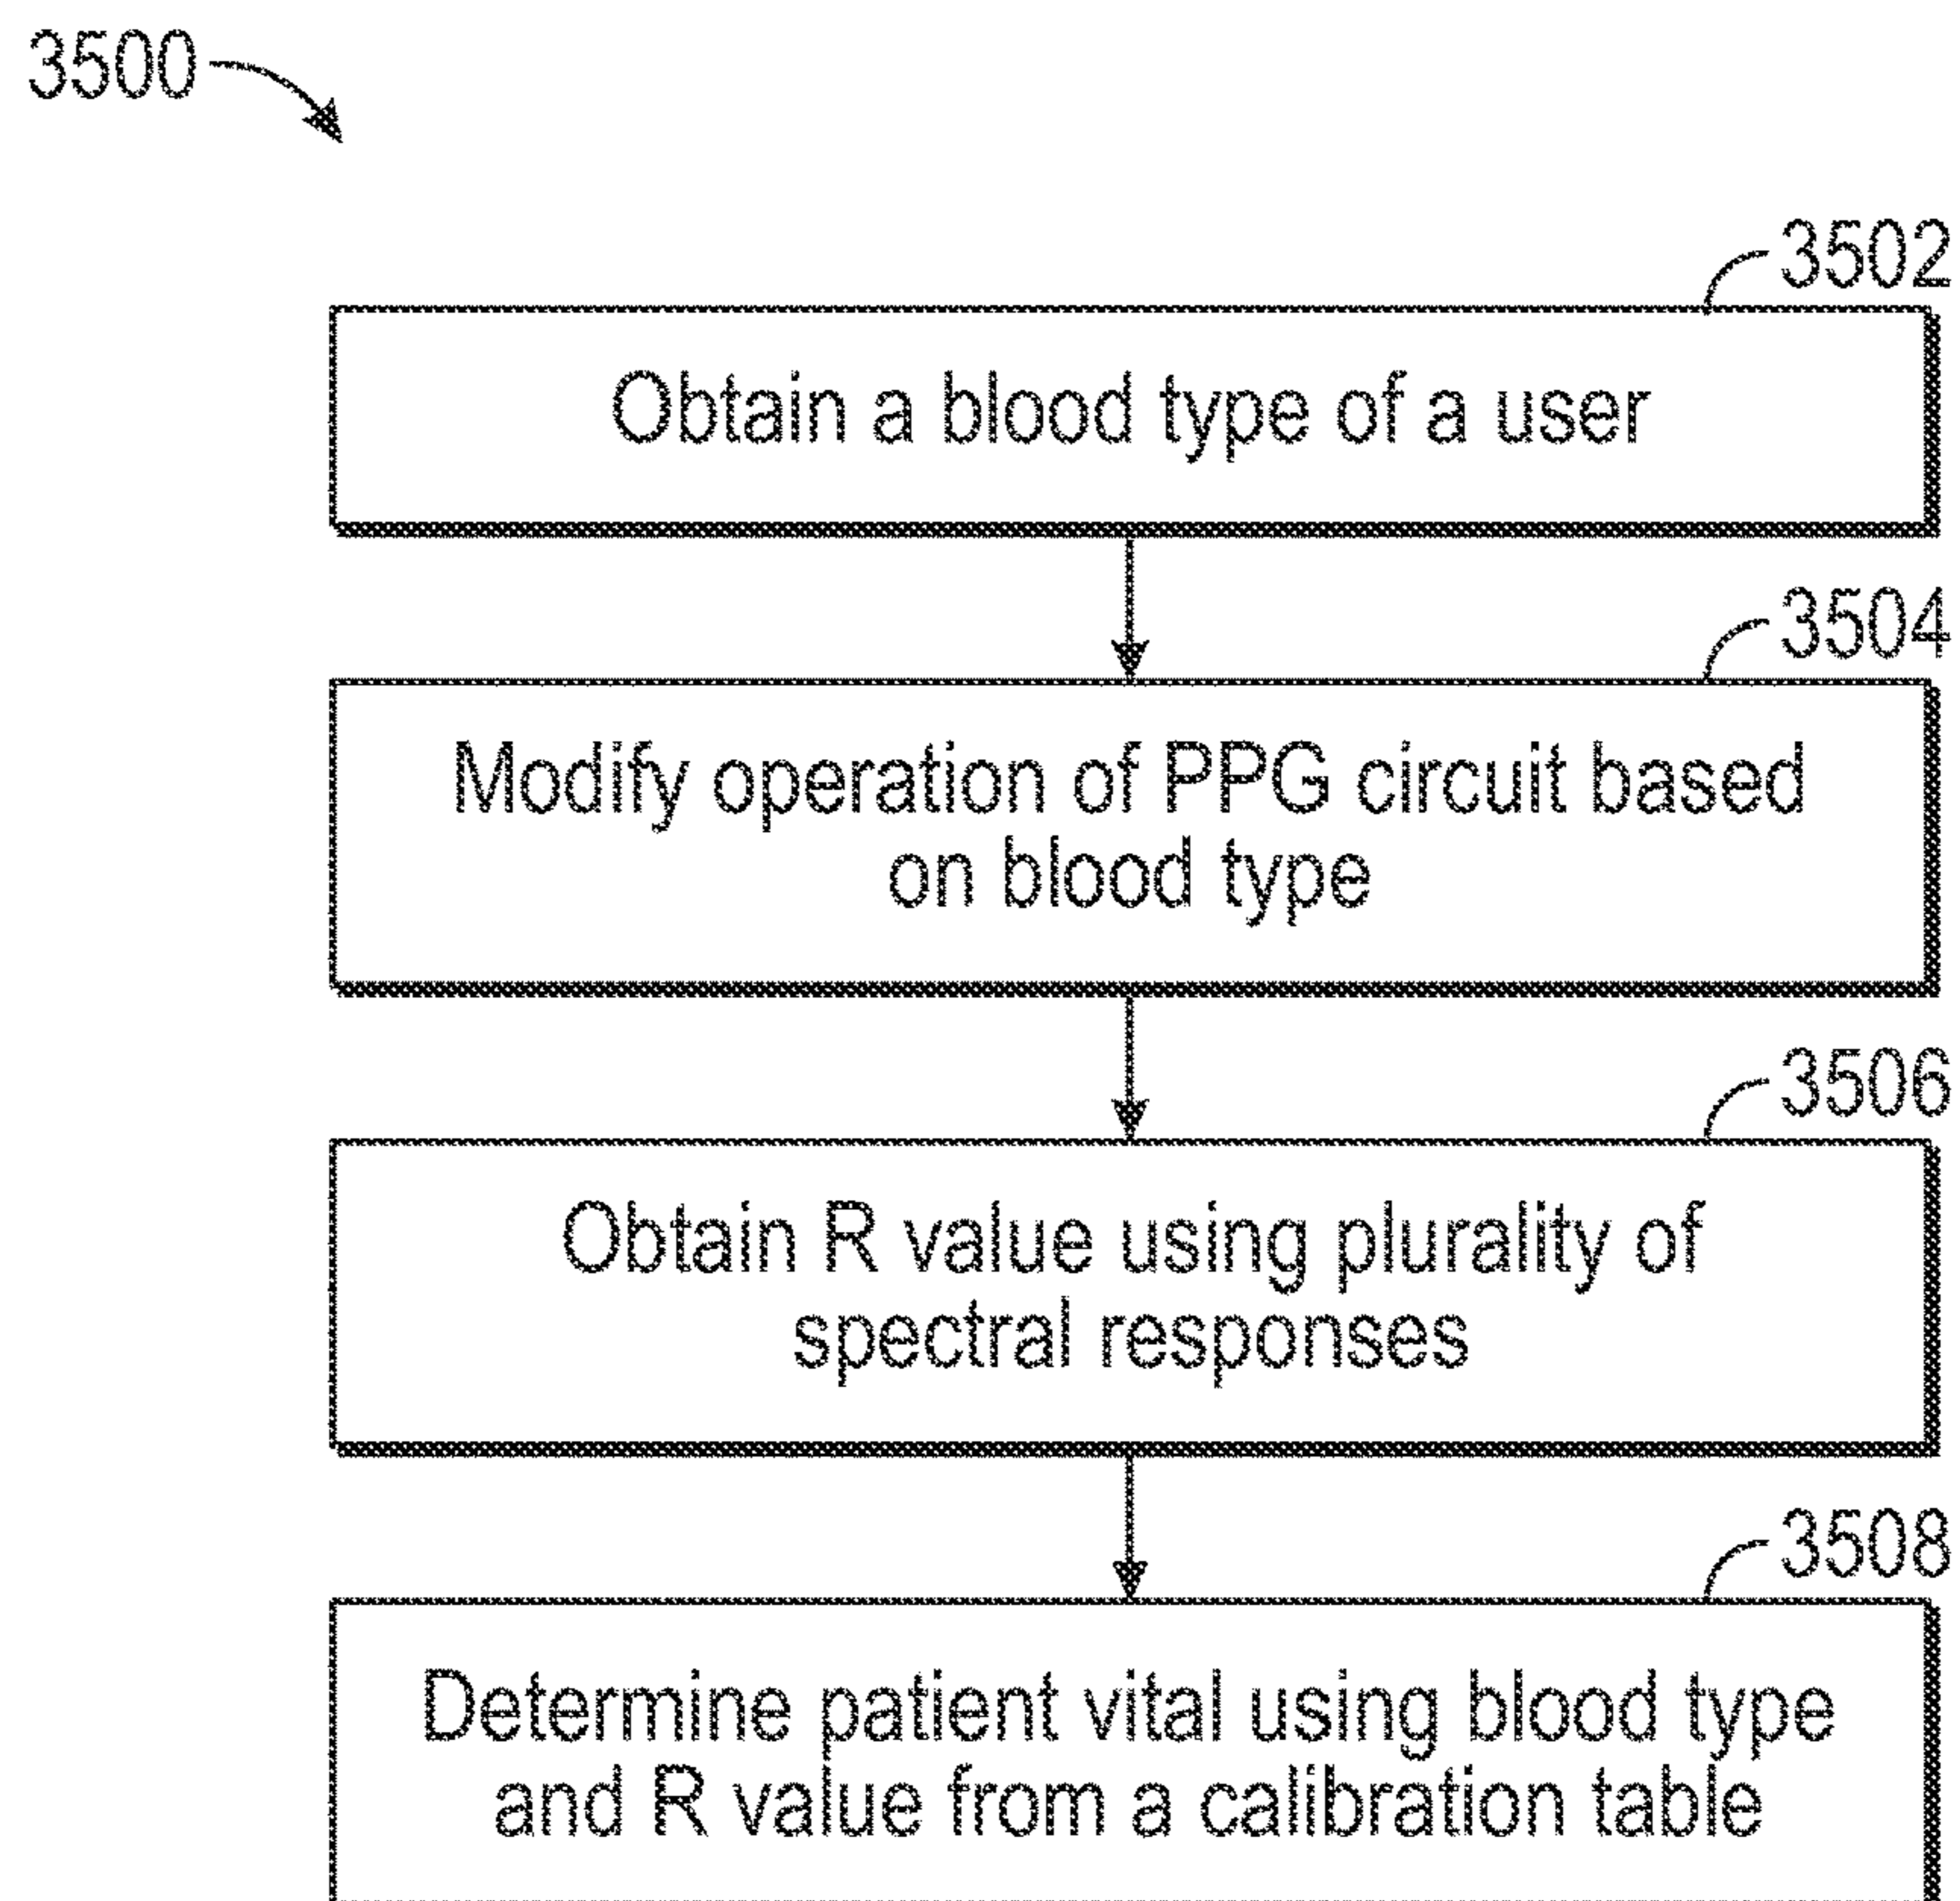 3500
3502
Obtain a blood type of a user
3504
Modify operation of PPG circuit based
on blood type
3506
Obtain R value using plurality of
spectral responses
3508
Determine patient vital using blood type
and R value from a calibration table